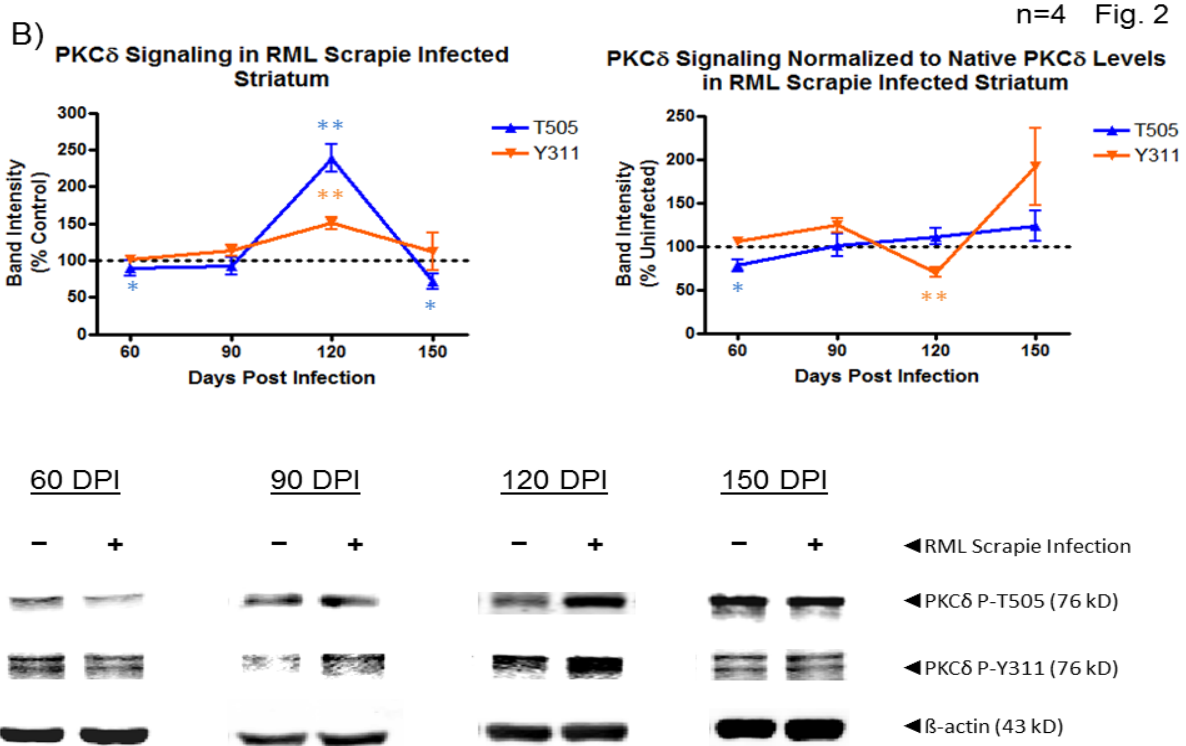 n=4 Fig. 2
B)
PKCδ Signaling in RML Scrapie Infected
Striatum
300
250
200
150
100
50
0
Band Intensity
(% Control)
**
**
*
*
60 90 120 150
Days Post Infection
T505
Y311
PKCδ Signaling Normalized to Native PKCδ Levels
in RML Scrapie Infected Striatum
250
200
150
100
50
0
Band Intensity
(% Uninfected)
*
**
60 90 120 150
Days Post Infection
T505
Y311
60 DPI 90 DPI 120 DPI 150 DPI
− + − + − + − + ◄RML Scrapie Infection
◄PKCδ P-T505 (76 kD)
◄PKCδ P-Y311 (76 kD)
◄ß-actin (43 kD)